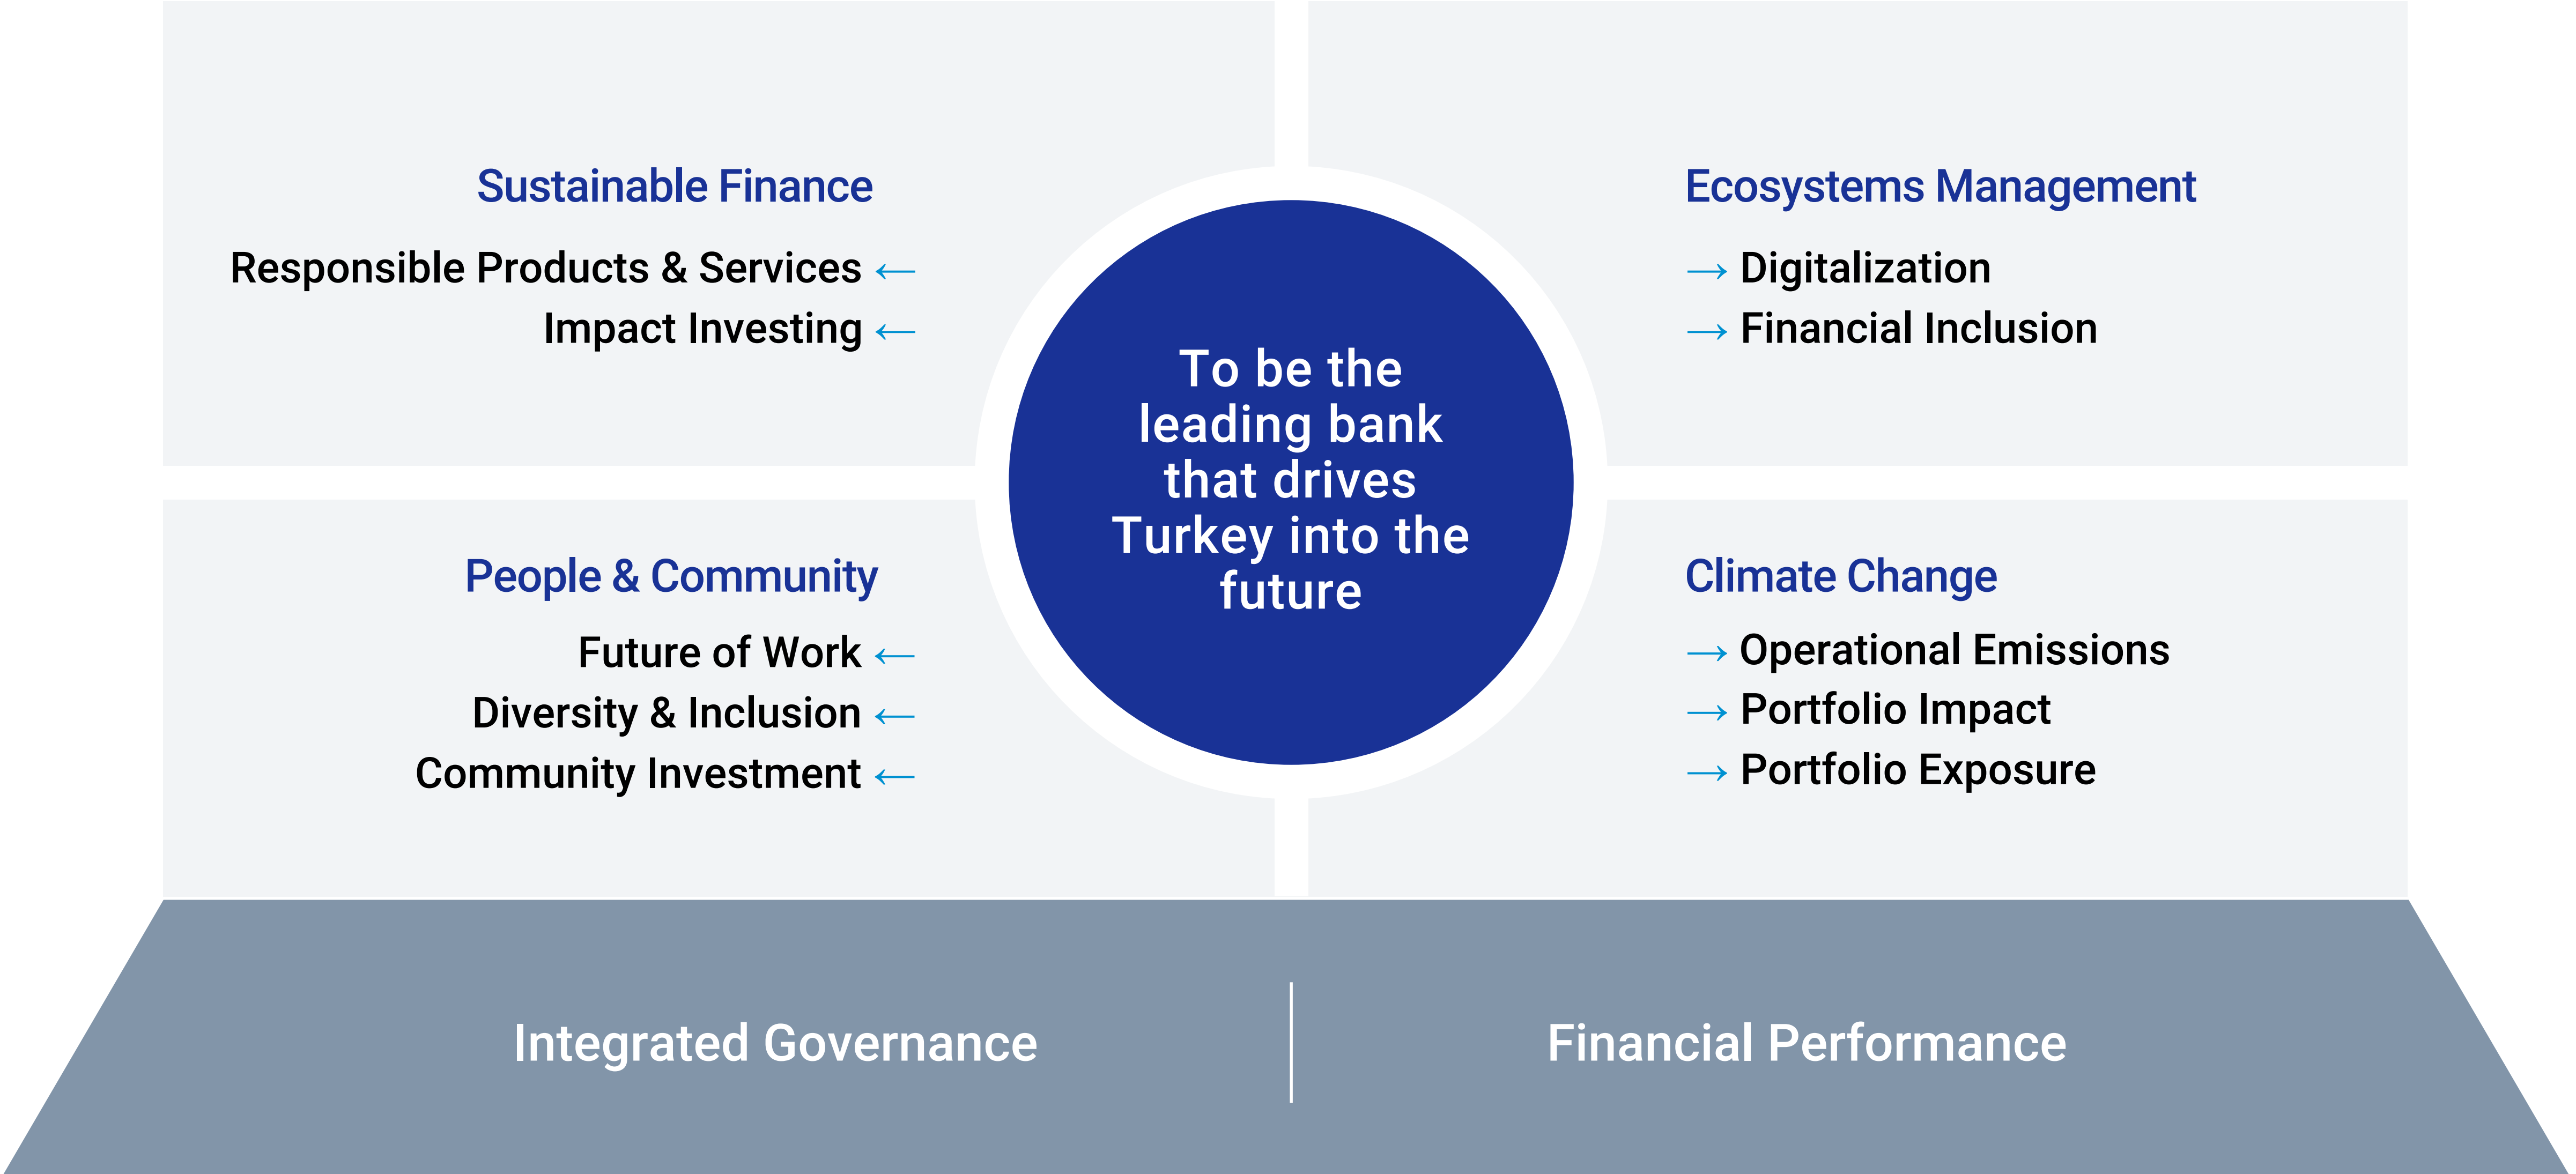 Sustainable Finance
Responsible Products & Services ←
Impact Investing ←
Ecosystems Management
→ Digitalization
→ Financial Inclusion
To be the
leading bank
that drives
Turkey into the
future
People & Community
Future of Work ←
Diversity & Inclusion ←
Community Investment ←
Climate Change
→ Operational Emissions
→ Portfolio Impact
→ Portfolio Exposure
Integrated Governance
Financial Performance